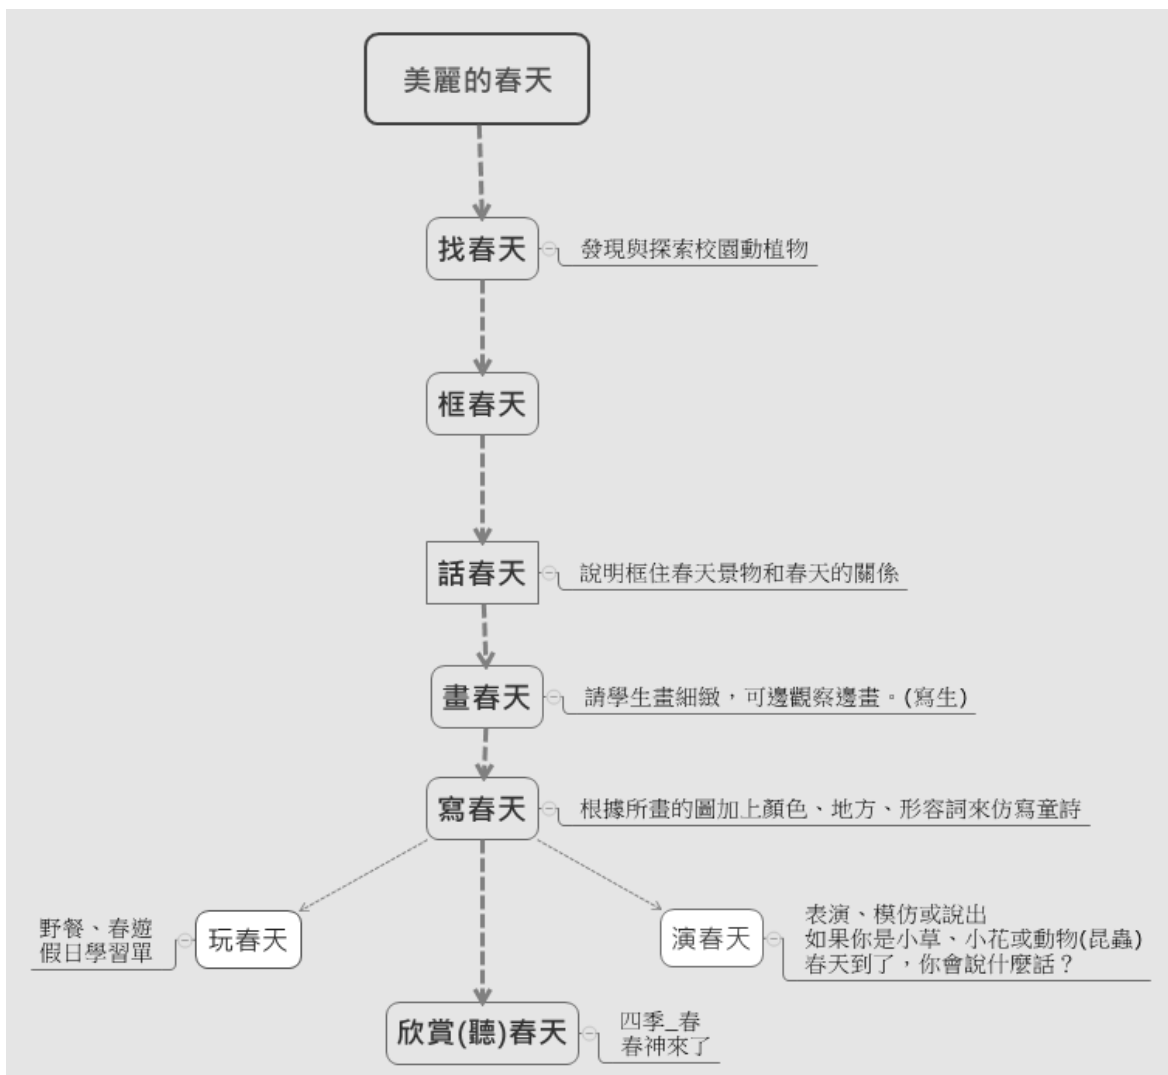 美麗的春天
找春天
發現與探索校園動植物
框春天
話春天
說明框住春天景物和春天的關係
畫春天
請學生畫細緻，可邊觀察邊畫。(寫生)
寫春天
根據所畫的圖加上顏色、地方、形容詞來仿寫童詩
野餐、春遊
假日學習單
玩春天
演春天
表演、模仿或說出
如果你是小草、小花或動物(昆蟲)
春天到了，你會說什麼話？
欣賞(聽)春天
四季_春
春神來了